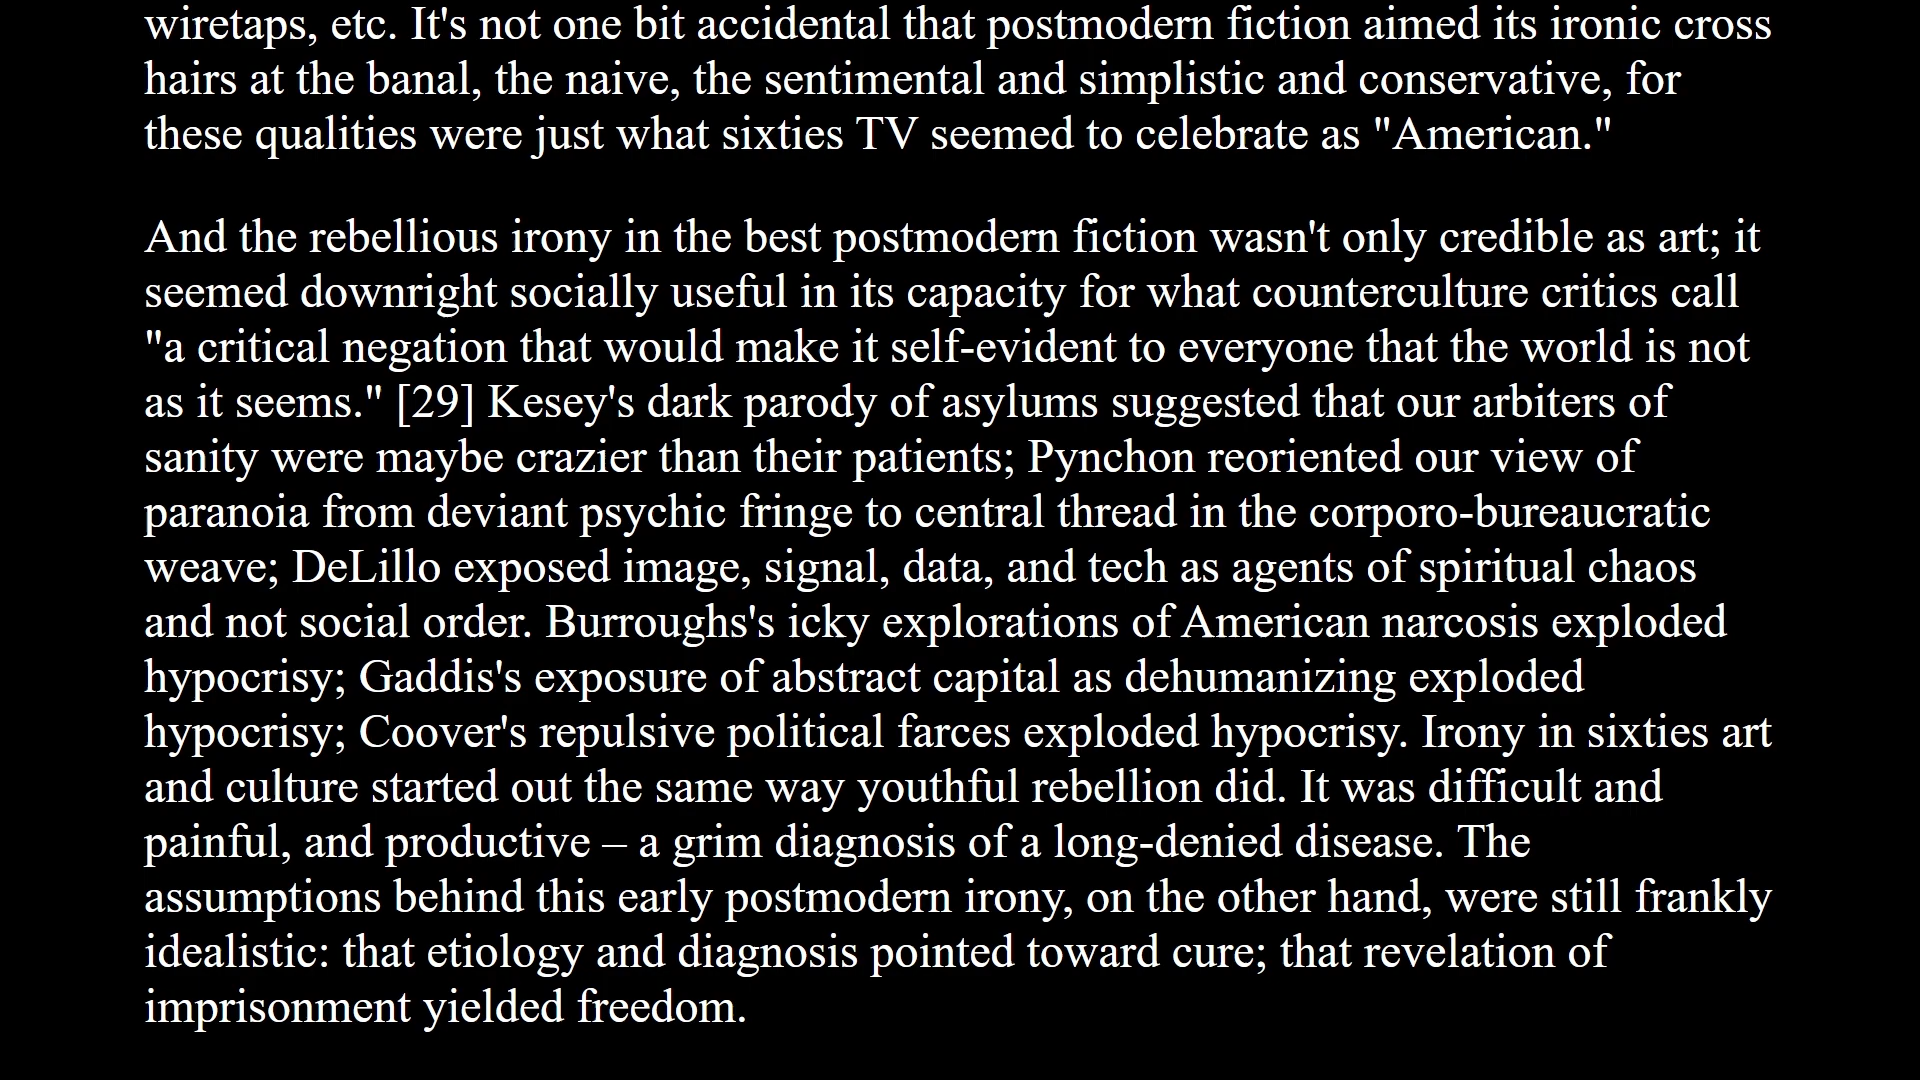 wiretaps, etc. It's not one bit accidental that postmodern fiction aimed its ironic cross
hairs at the banal, the naive, the sentimental and simplistic and conservative, for
these qualities were just what sixties TV seemed to celebrate as "American."
And the rebellious irony in the best postmodern fiction wasn't only credible as art; it
seemed downright socially useful in its capacity for what counterculture critics call
"a critical negation that would make it self-evident to everyone that the world is not
as it seems." [29] Kesey's dark parody of asylums suggested that our arbiters of
sanity were maybe crazier than their patients; Pynchon reoriented our view of
paranoia from deviant psychic fringe to central thread in the corporo-bureaucratic
weave; DeLillo exposed image, signal, data, and tech as agents of spiritual chaos
and not social order. Burroughs's icky explorations of American narcosis exploded
hypocrisy; Gaddis's exposure of abstract capital as dehumanizing exploded
hypocrisy; Coover's repulsive political farces exploded hypocrisy. Irony in sixties art
and culture started out the same way youthful rebellion did. It was difficult and
painful, and productive – a grim diagnosis of a long-denied disease. The
assumptions behind this early postmodern irony, on the other hand, were still frankly
idealistic: that etiology and diagnosis pointed toward cure; that revelation of
imprisonment yielded freedom.